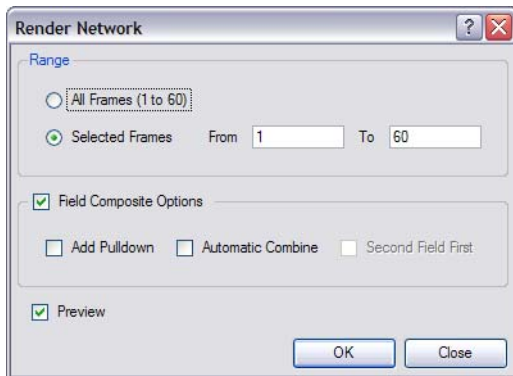 Render Network
Range
All Frames (1 to 60)
Selected Frames From 1 To 60
Field Composite Options
Add Pulldown Automatic Combine Second Field First
Preview
OK Close